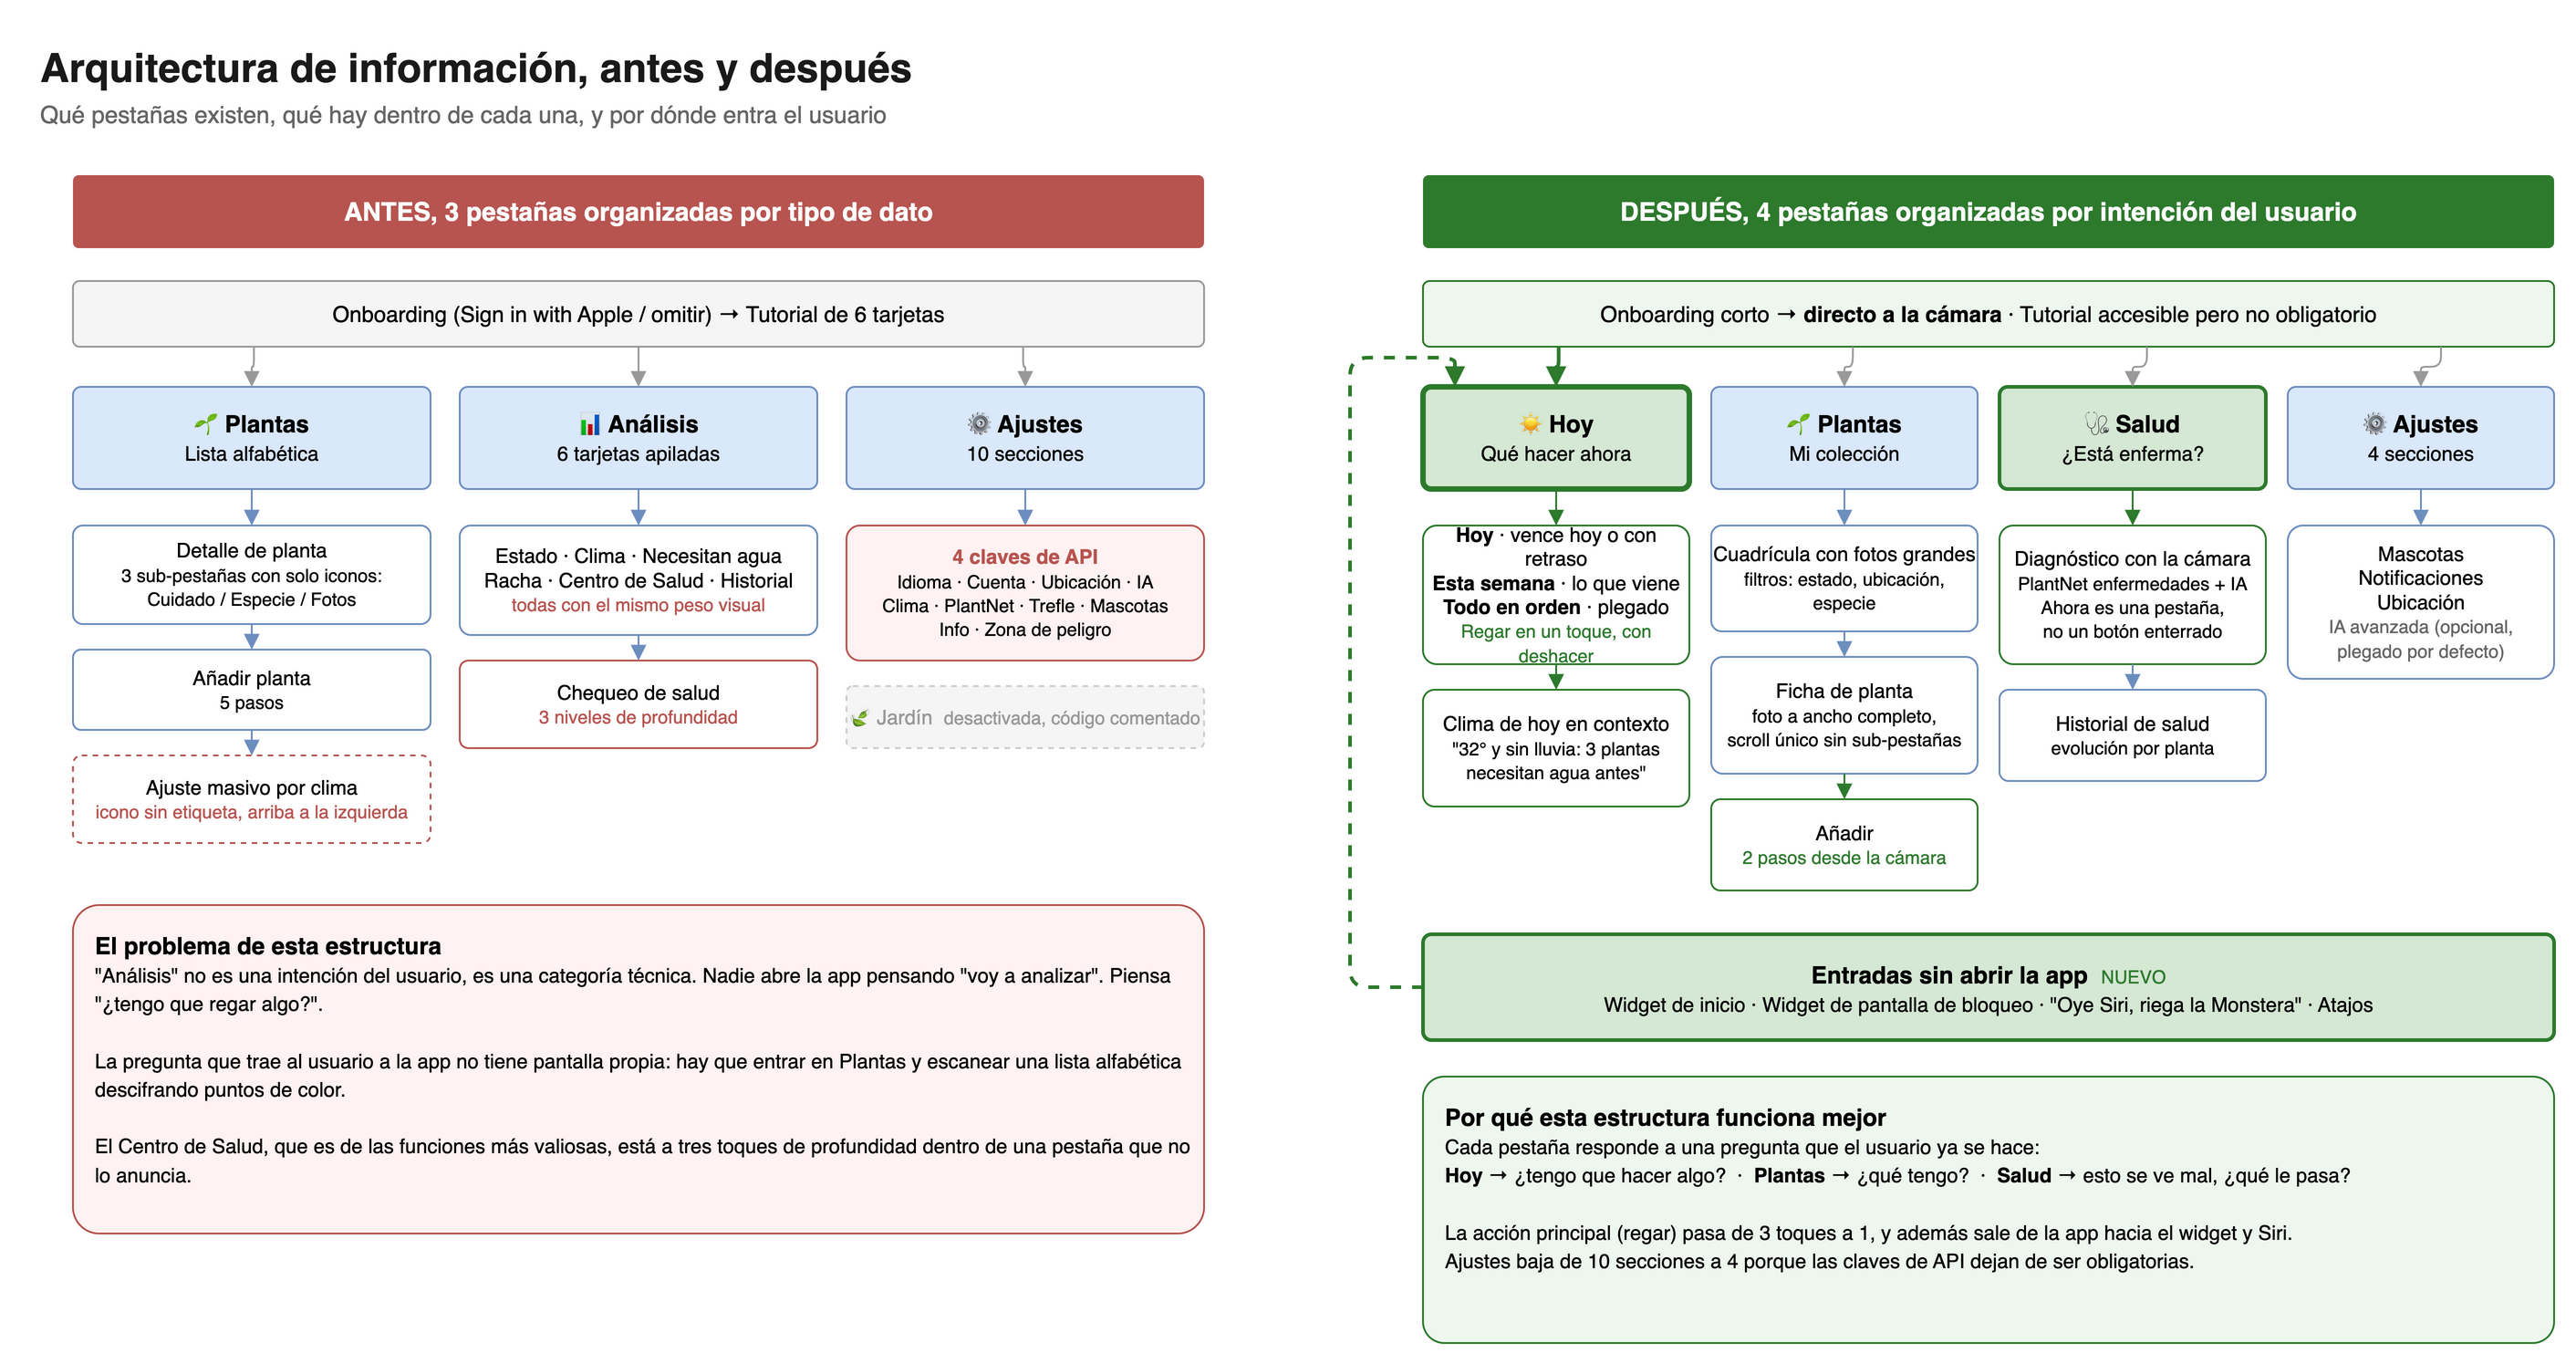 Arquitectura de información, antes y después
Qué pestañas existen, qué hay dentro de cada una, y por dónde entra el usuario
ANTES, 3 pestañas organizadas por tipo de dato
Onboarding (Sign in with Apple / omitir) → Tutorial de 6 tarjetas
🌱 Plantas
Lista alfabética
📊 Análisis
6 tarjetas apiladas
⚙️ Ajustes
10 secciones
Detalle de planta
3 sub-pestañas con solo iconos:
Cuidado / Especie / Fotos
Añadir planta
5 pasos
Ajuste masivo por clima
icono sin etiqueta, arriba a la izquierda
Estado · Clima · Necesitan agua
Racha · Centro de Salud · Historial
todas con el mismo peso visual
Chequeo de salud
3 niveles de profundidad
4 claves de API
Idioma · Cuenta · Ubicación · IA
Clima · PlantNet · Trefle · Mascotas
Info · Zona de peligro
🌿 Jardín desactivada, código comentado
El problema de esta estructura
"Análisis" no es una intención del usuario, es una categoría técnica. Nadie abre la app pensando "voy a analizar". Piensa
"¿tengo que regar algo?".
La pregunta que trae al usuario a la app no tiene pantalla propia: hay que entrar en Plantas y escanear una lista alfabética
descifrando puntos de color.
El Centro de Salud, que es de las funciones más valiosas, está a tres toques de profundidad dentro de una pestaña que no
lo anuncia.
DESPUÉS, 4 pestañas organizadas por intención del usuario
Onboarding corto → directo a la cámara · Tutorial accesible pero no obligatorio
☀️ Hoy
Qué hacer ahora
🌱 Plantas
Mi colección
🩺 Salud
¿Está enferma?
⚙️ Ajustes
4 secciones
Hoy · vence hoy o con
retraso
Esta semana · lo que viene
Todo en orden · plegado
Regar en un toque, con
deshacer
Clima de hoy en contexto
"32° y sin lluvia: 3 plantas
necesitan agua antes"
Cuadrícula con fotos grandes
filtros: estado, ubicación,
especie
Ficha de planta
foto a ancho completo,
scroll único sin sub-pestañas
Añadir
2 pasos desde la cámara
Diagnóstico con la cámara
PlantNet enfermedades + IA
Ahora es una pestaña,
no un botón enterrado
Historial de salud
evolución por planta
Mascotas
Notificaciones
Ubicación
IA avanzada (opcional,
plegado por defecto)
Entradas sin abrir la app NUEVO
Widget de inicio · Widget de pantalla de bloqueo · "Oye Siri, riega la Monstera" · Atajos
Por qué esta estructura funciona mejor
Cada pestaña responde a una pregunta que el usuario ya se hace:
Hoy → ¿tengo que hacer algo? · Plantas → ¿qué tengo? · Salud → esto se ve mal, ¿qué le pasa?
La acción principal (regar) pasa de 3 toques a 1, y además sale de la app hacia el widget y Siri.
Ajustes baja de 10 secciones a 4 porque las claves de API dejan de ser obligatorias.